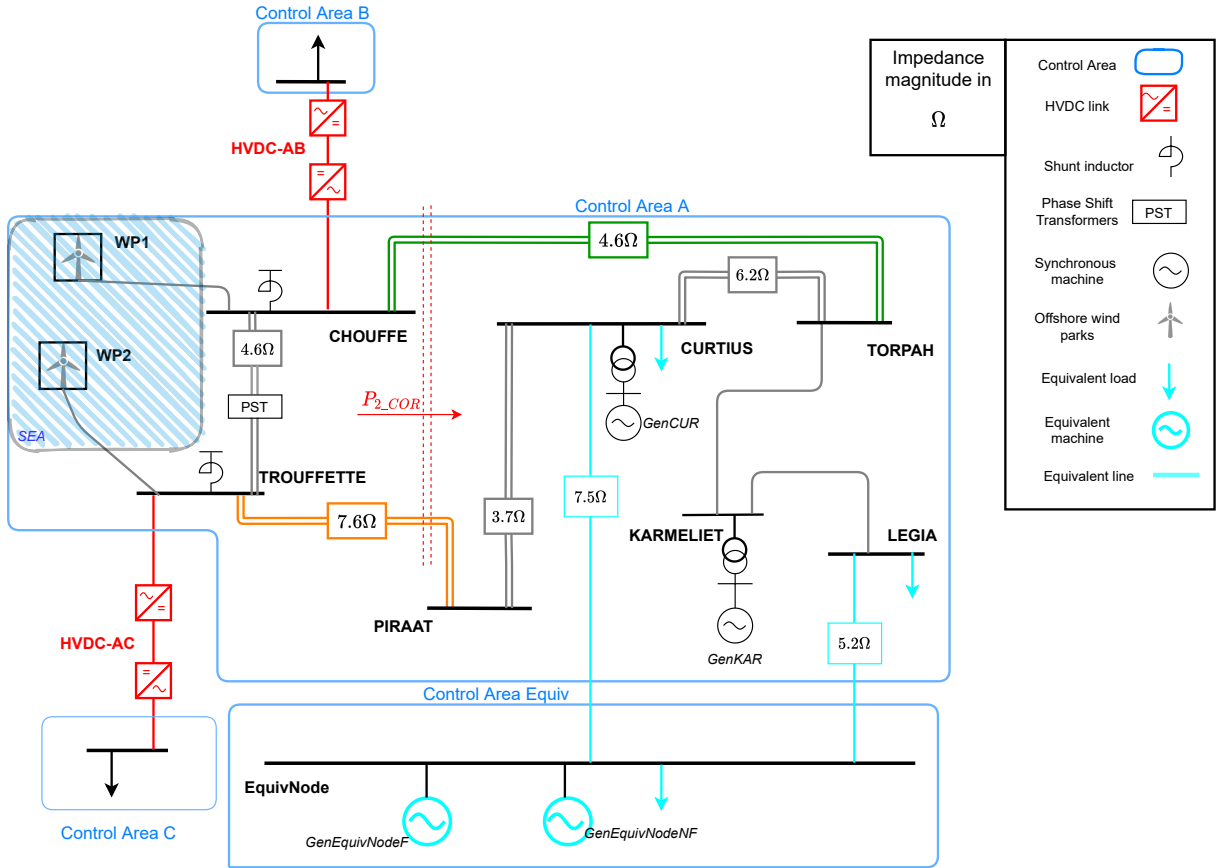 Control Area B
HVDC-AB
Control Area A
WP1
WP2
SEA
CHOUFFE
4.6Ω
PST
TROUFFETTE
P2_COR
4.6Ω
6.2Ω
CURTIUS
TORPAH
GenCUR
7.6Ω
3.7Ω
7.5Ω
KARMELIET
LEGIA
PIRAAT
GenKAR
5.2Ω
HVDC-AC
Control Area C
Control Area Equiv
EquivNode
GenEquivNodeF
GenEquivNodeNF
Impedance
magnitude in
Ω
Control Area
HVDC link
Shunt inductor
Phase Shift
Transformers
PST
Synchronous
machine
Offshore wind
parks
Equivalent load
Equivalent
machine
Equivalent line